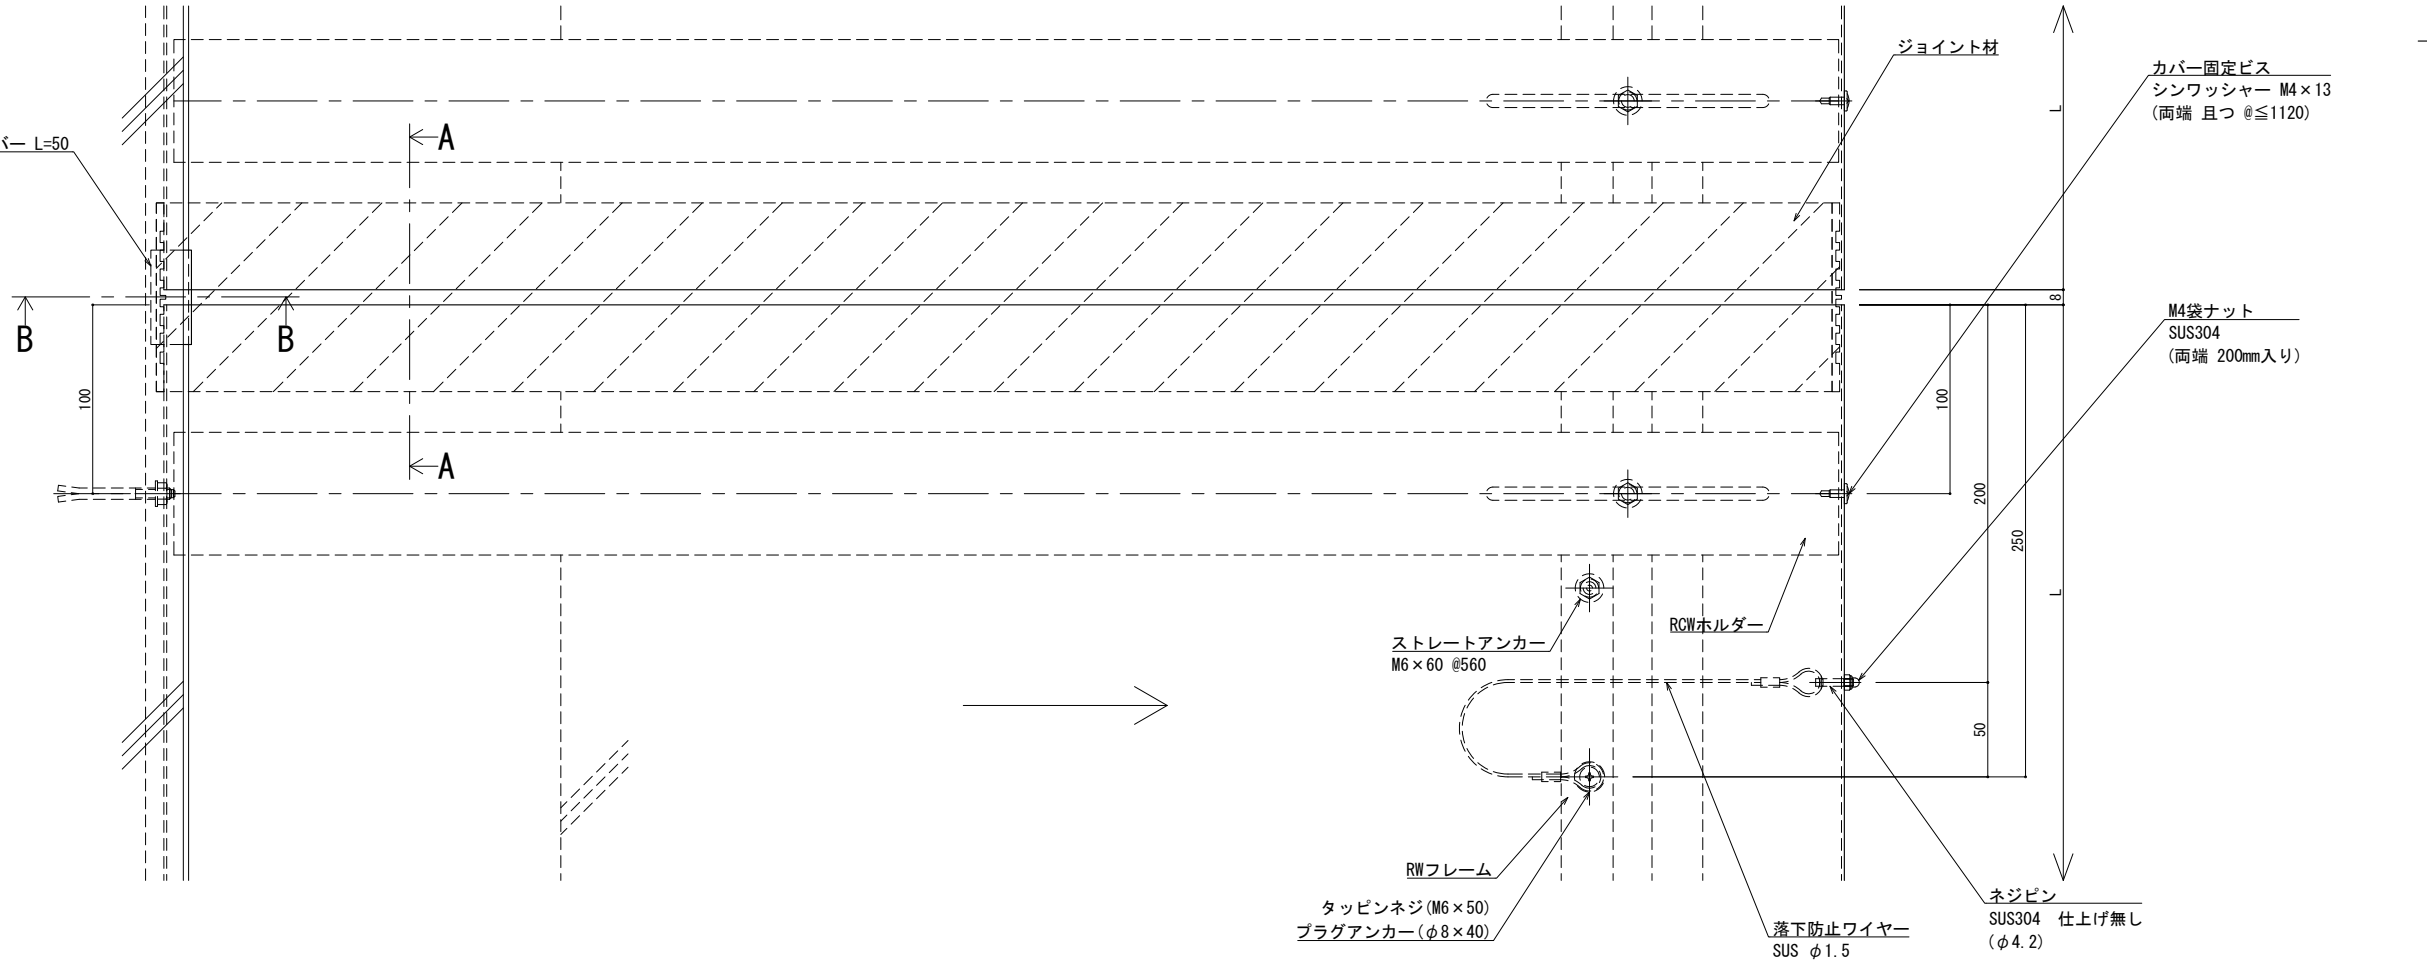 ジョイント材
カバー固定ビス
シンワッシャー M4×13
(両端 且つ @≦1120)
バー L=50
A
L
B
B
8
M4袋ナット
SUS304
(両端 200mm入り)
100
100
A
200
250
L
ストレートアンカー
M6×60 @560
RCWホルダー
50
RWフレーム
タッピンネジ(M6×50)
プラグアンカー(φ8×40)
落下防止ワイヤー
SUS φ1.5
ネジピン
SUS304 仕上げ無し
(φ4.2)